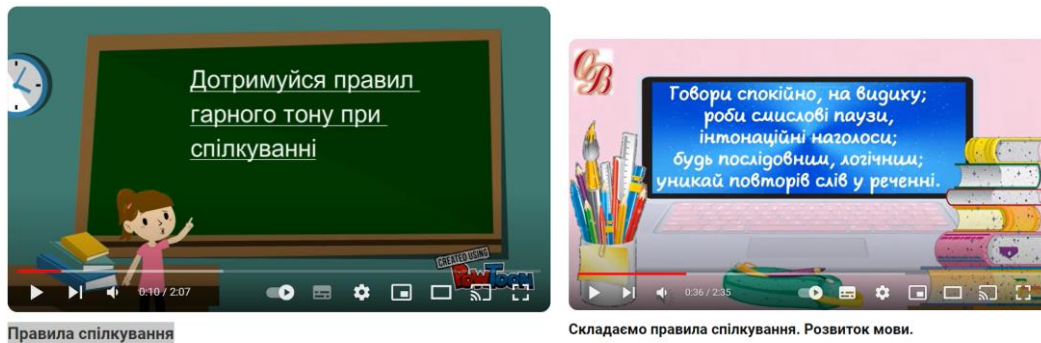 Дотримуйся правил
гарного тону при
спілкуванні
CREATED USING
POWTOON
0:10 / 2:07
Правила спілкування
ОВ
Говори спокійно, на видиху;
роби смислові паузи,
інтонаційні наголоси;
будь послідовним, логічним;
уникай повторів слів у реченні.
0:36 / 2:35
Складаємо правила спілкування. Розвиток мови.